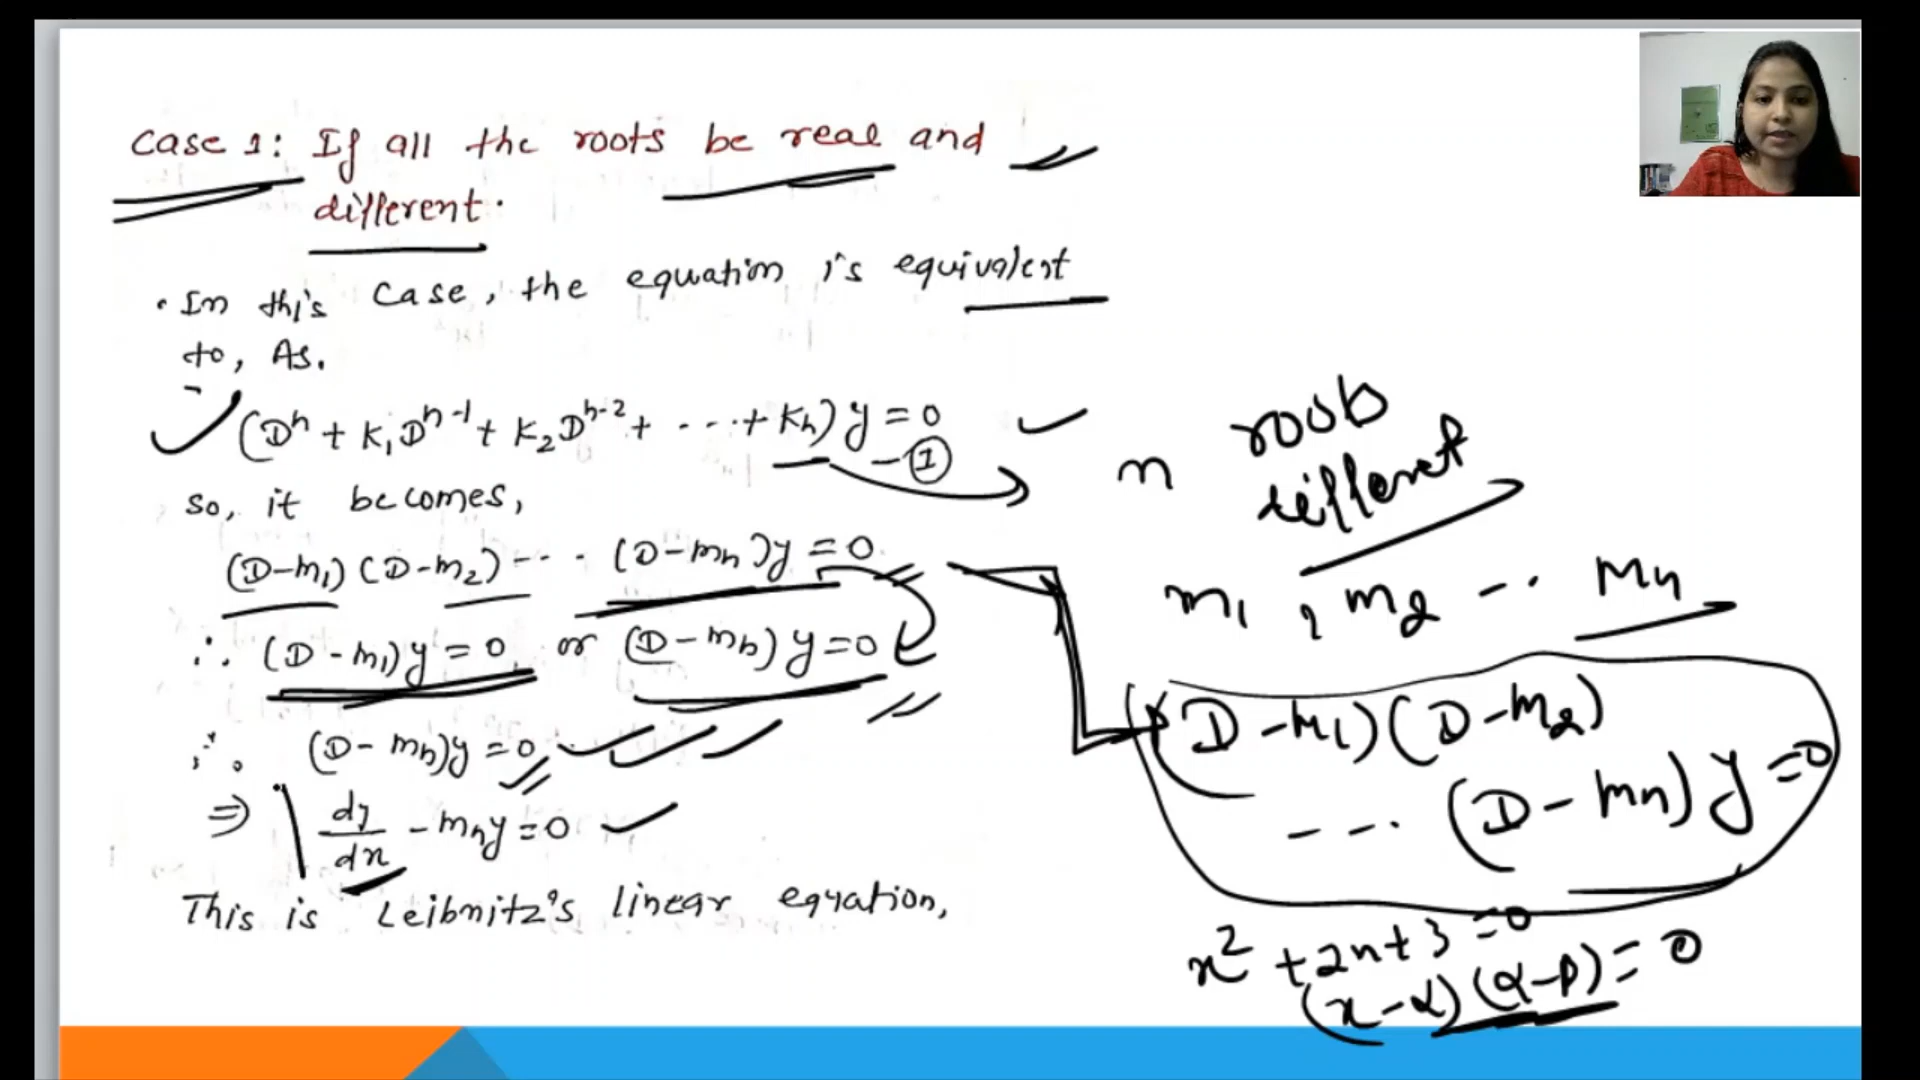 Case 1: If all the roots be real and
different.
• In this case, the equation is equivalent
to, As.
(Dⁿ + K₁Dⁿ⁻¹ + K₂Dⁿ⁻² + ---+ Kn) y = 0
— ①
so, it becomes,
(D-m₁) (D-m₂) --- (D-mn)y = 0
∴ (D-m₁)y = 0 or (D-mn) y=0
∴ (D- mn)y = 0
⇒ dy/dx - mny = 0
This is Leibnitz's linear equation,
n roots
different
m1 , m2 -- mn
(D-m1)(D-m2)
--- (D-mn) y=0
x² +2x+3=0
(x-α)(α-β)=0